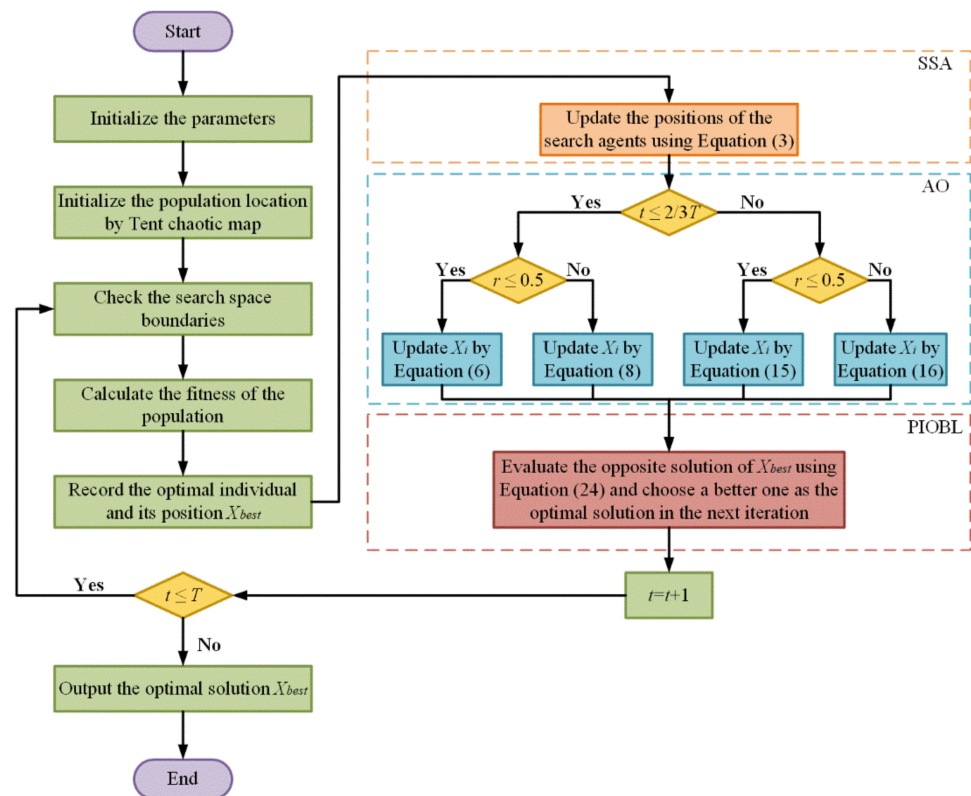 Start
Initialize the parameters
Initialize the population location
by Tent chaotic map
Check the search space
boundaries
Calculate the fitness of the
population
Record the optimal individual
and its position Xbest
SSA
Update the positions of the
search agents using Equation (3)
AO
Yes
t ≤ 2/3T
No
Yes
r ≤ 0.5
No
Yes
r ≤ 0.5
No
Update Xi by
Equation (6)
Update Xi by
Equation (8)
Update Xi by
Equation (15)
Update Xi by
Equation (16)
PIOBL
Evaluate the opposite solution of Xbest using
Equation (24) and choose a better one as the
optimal solution in the next iteration
t=t+1
Yes
t ≤ T
No
Output the optimal solution Xbest
End